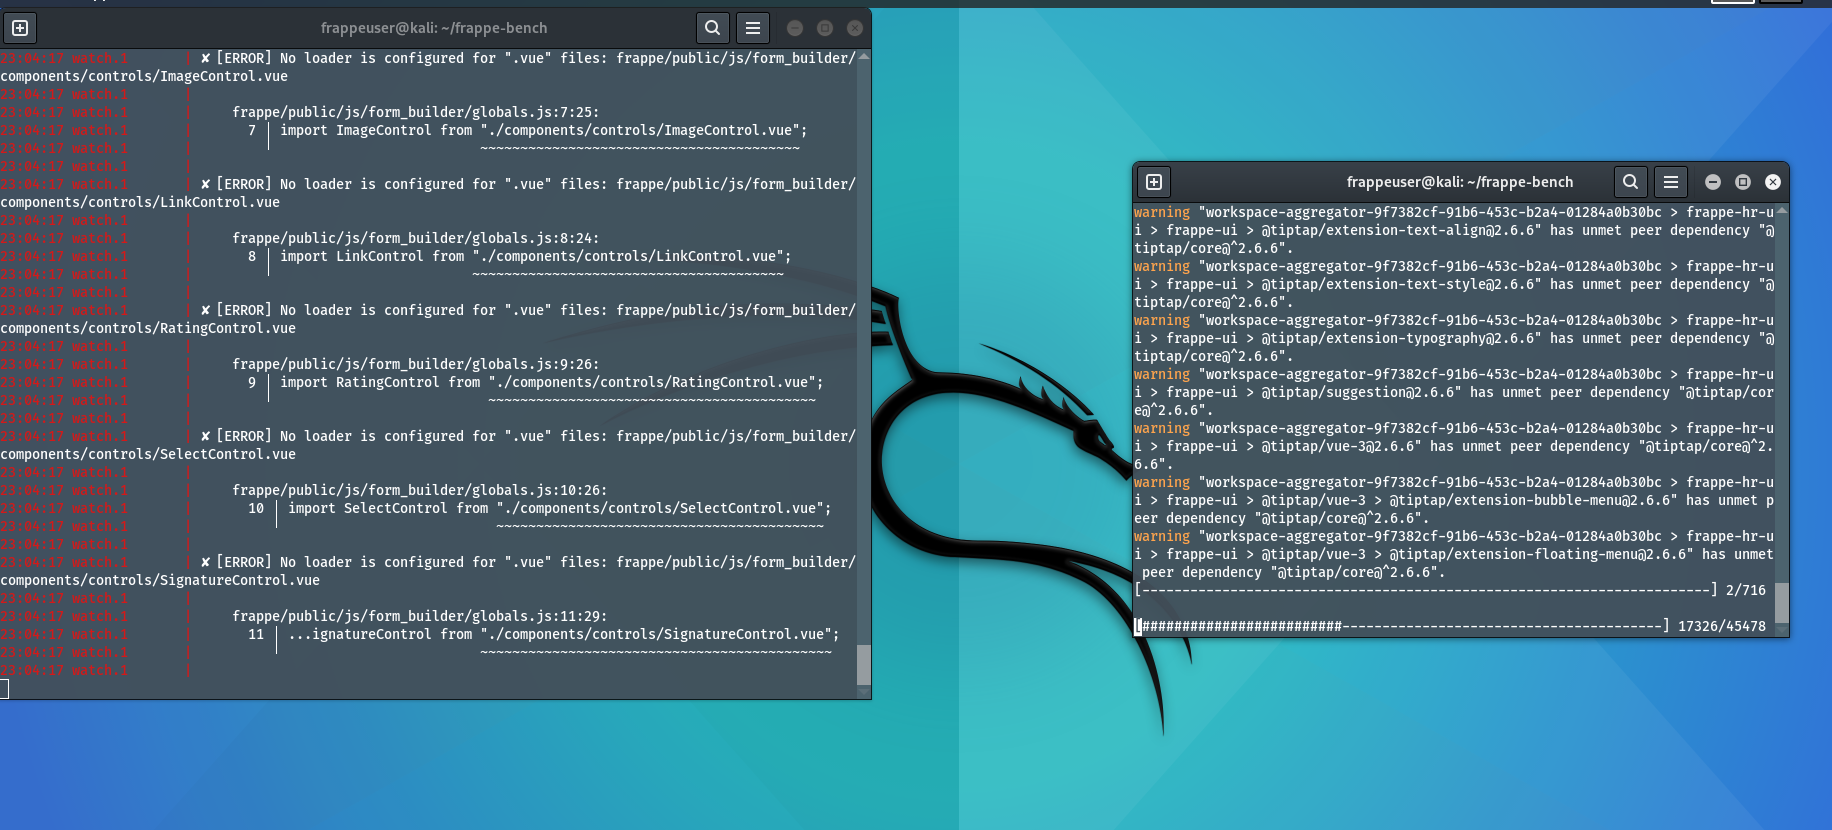 frappeuser@kali: ~/frappe-bench
23:04:17 watch.1 | ✘ [ERROR] No loader is configured for ".vue" files: frappe/public/js/form_builder/
components/controls/ImageControl.vue
23:04:17 watch.1 |
23:04:17 watch.1 | frappe/public/js/form_builder/globals.js:7:25:
23:04:17 watch.1 | 7 │ import ImageControl from "./components/controls/ImageControl.vue";
23:04:17 watch.1 | │ ~~~~~~~~~~~~~~~~~~~~~~~~~~~~~~~~~~~~~~~~
23:04:17 watch.1 |
23:04:17 watch.1 | ✘ [ERROR] No loader is configured for ".vue" files: frappe/public/js/form_builder/
components/controls/LinkControl.vue
23:04:17 watch.1 |
23:04:17 watch.1 | frappe/public/js/form_builder/globals.js:8:24:
23:04:17 watch.1 | 8 │ import LinkControl from "./components/controls/LinkControl.vue";
23:04:17 watch.1 | │ ~~~~~~~~~~~~~~~~~~~~~~~~~~~~~~~~~~~~~~~
23:04:17 watch.1 |
23:04:17 watch.1 | ✘ [ERROR] No loader is configured for ".vue" files: frappe/public/js/form_builder/
components/controls/RatingControl.vue
23:04:17 watch.1 |
23:04:17 watch.1 | frappe/public/js/form_builder/globals.js:9:26:
23:04:17 watch.1 | 9 │ import RatingControl from "./components/controls/RatingControl.vue";
23:04:17 watch.1 | │ ~~~~~~~~~~~~~~~~~~~~~~~~~~~~~~~~~~~~~~~~~
23:04:17 watch.1 |
23:04:17 watch.1 | ✘ [ERROR] No loader is configured for ".vue" files: frappe/public/js/form_builder/
components/controls/SelectControl.vue
23:04:17 watch.1 |
23:04:17 watch.1 | frappe/public/js/form_builder/globals.js:10:26:
23:04:17 watch.1 | 10 │ import SelectControl from "./components/controls/SelectControl.vue";
23:04:17 watch.1 | │ ~~~~~~~~~~~~~~~~~~~~~~~~~~~~~~~~~~~~~~~~~
23:04:17 watch.1 |
23:04:17 watch.1 | ✘ [ERROR] No loader is configured for ".vue" files: frappe/public/js/form_builder/
components/controls/SignatureControl.vue
23:04:17 watch.1 |
23:04:17 watch.1 | frappe/public/js/form_builder/globals.js:11:29:
23:04:17 watch.1 | 11 │ ...ignatureControl from "./components/controls/SignatureControl.vue";
23:04:17 watch.1 | │ ~~~~~~~~~~~~~~~~~~~~~~~~~~~~~~~~~~~~~~~~~~~~
23:04:17 watch.1 |
frappeuser@kali: ~/frappe-bench
warning "workspace-aggregator-9f7382cf-91b6-453c-b2a4-01284a0b30bc > frappe-hr-u
i > frappe-ui > @tiptap/extension-text-align@2.6.6" has unmet peer dependency "@
tiptap/core@^2.6.6".
warning "workspace-aggregator-9f7382cf-91b6-453c-b2a4-01284a0b30bc > frappe-hr-u
i > frappe-ui > @tiptap/extension-text-style@2.6.6" has unmet peer dependency "@
tiptap/core@^2.6.6".
warning "workspace-aggregator-9f7382cf-91b6-453c-b2a4-01284a0b30bc > frappe-hr-u
i > frappe-ui > @tiptap/extension-typography@2.6.6" has unmet peer dependency "@
tiptap/core@^2.6.6".
warning "workspace-aggregator-9f7382cf-91b6-453c-b2a4-01284a0b30bc > frappe-hr-u
i > frappe-ui > @tiptap/suggestion@2.6.6" has unmet peer dependency "@tiptap/cor
e@^2.6.6".
warning "workspace-aggregator-9f7382cf-91b6-453c-b2a4-01284a0b30bc > frappe-hr-u
i > frappe-ui > @tiptap/vue-3@2.6.6" has unmet peer dependency "@tiptap/core@^2.
6.6".
warning "workspace-aggregator-9f7382cf-91b6-453c-b2a4-01284a0b30bc > frappe-hr-u
i > frappe-ui > @tiptap/vue-3 > @tiptap/extension-bubble-menu@2.6.6" has unmet p
eer dependency "@tiptap/core@^2.6.6".
warning "workspace-aggregator-9f7382cf-91b6-453c-b2a4-01284a0b30bc > frappe-hr-u
i > frappe-ui > @tiptap/vue-3 > @tiptap/extension-floating-menu@2.6.6" has unmet
peer dependency "@tiptap/core@^2.6.6".
[-----------------------------------------------------------------------] 2/716
[#########################----------------------------------------] 17326/45478